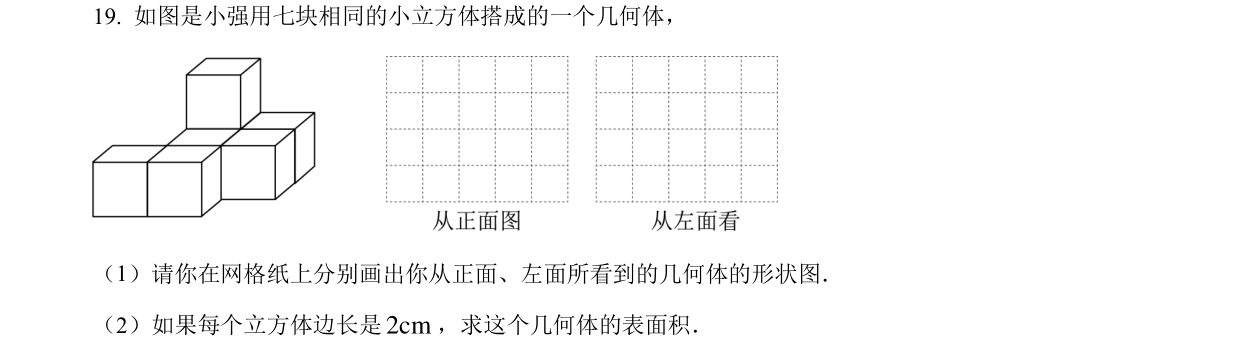 19. 如图是小强用七块相同的小立方体搭成的一个几何体，
从正面图 从左面看
（1）请你在网格纸上分别画出你从正面、左面所看到的几何体的形状图．
（2）如果每个立方体边长是2cm，求这个几何体的表面积．